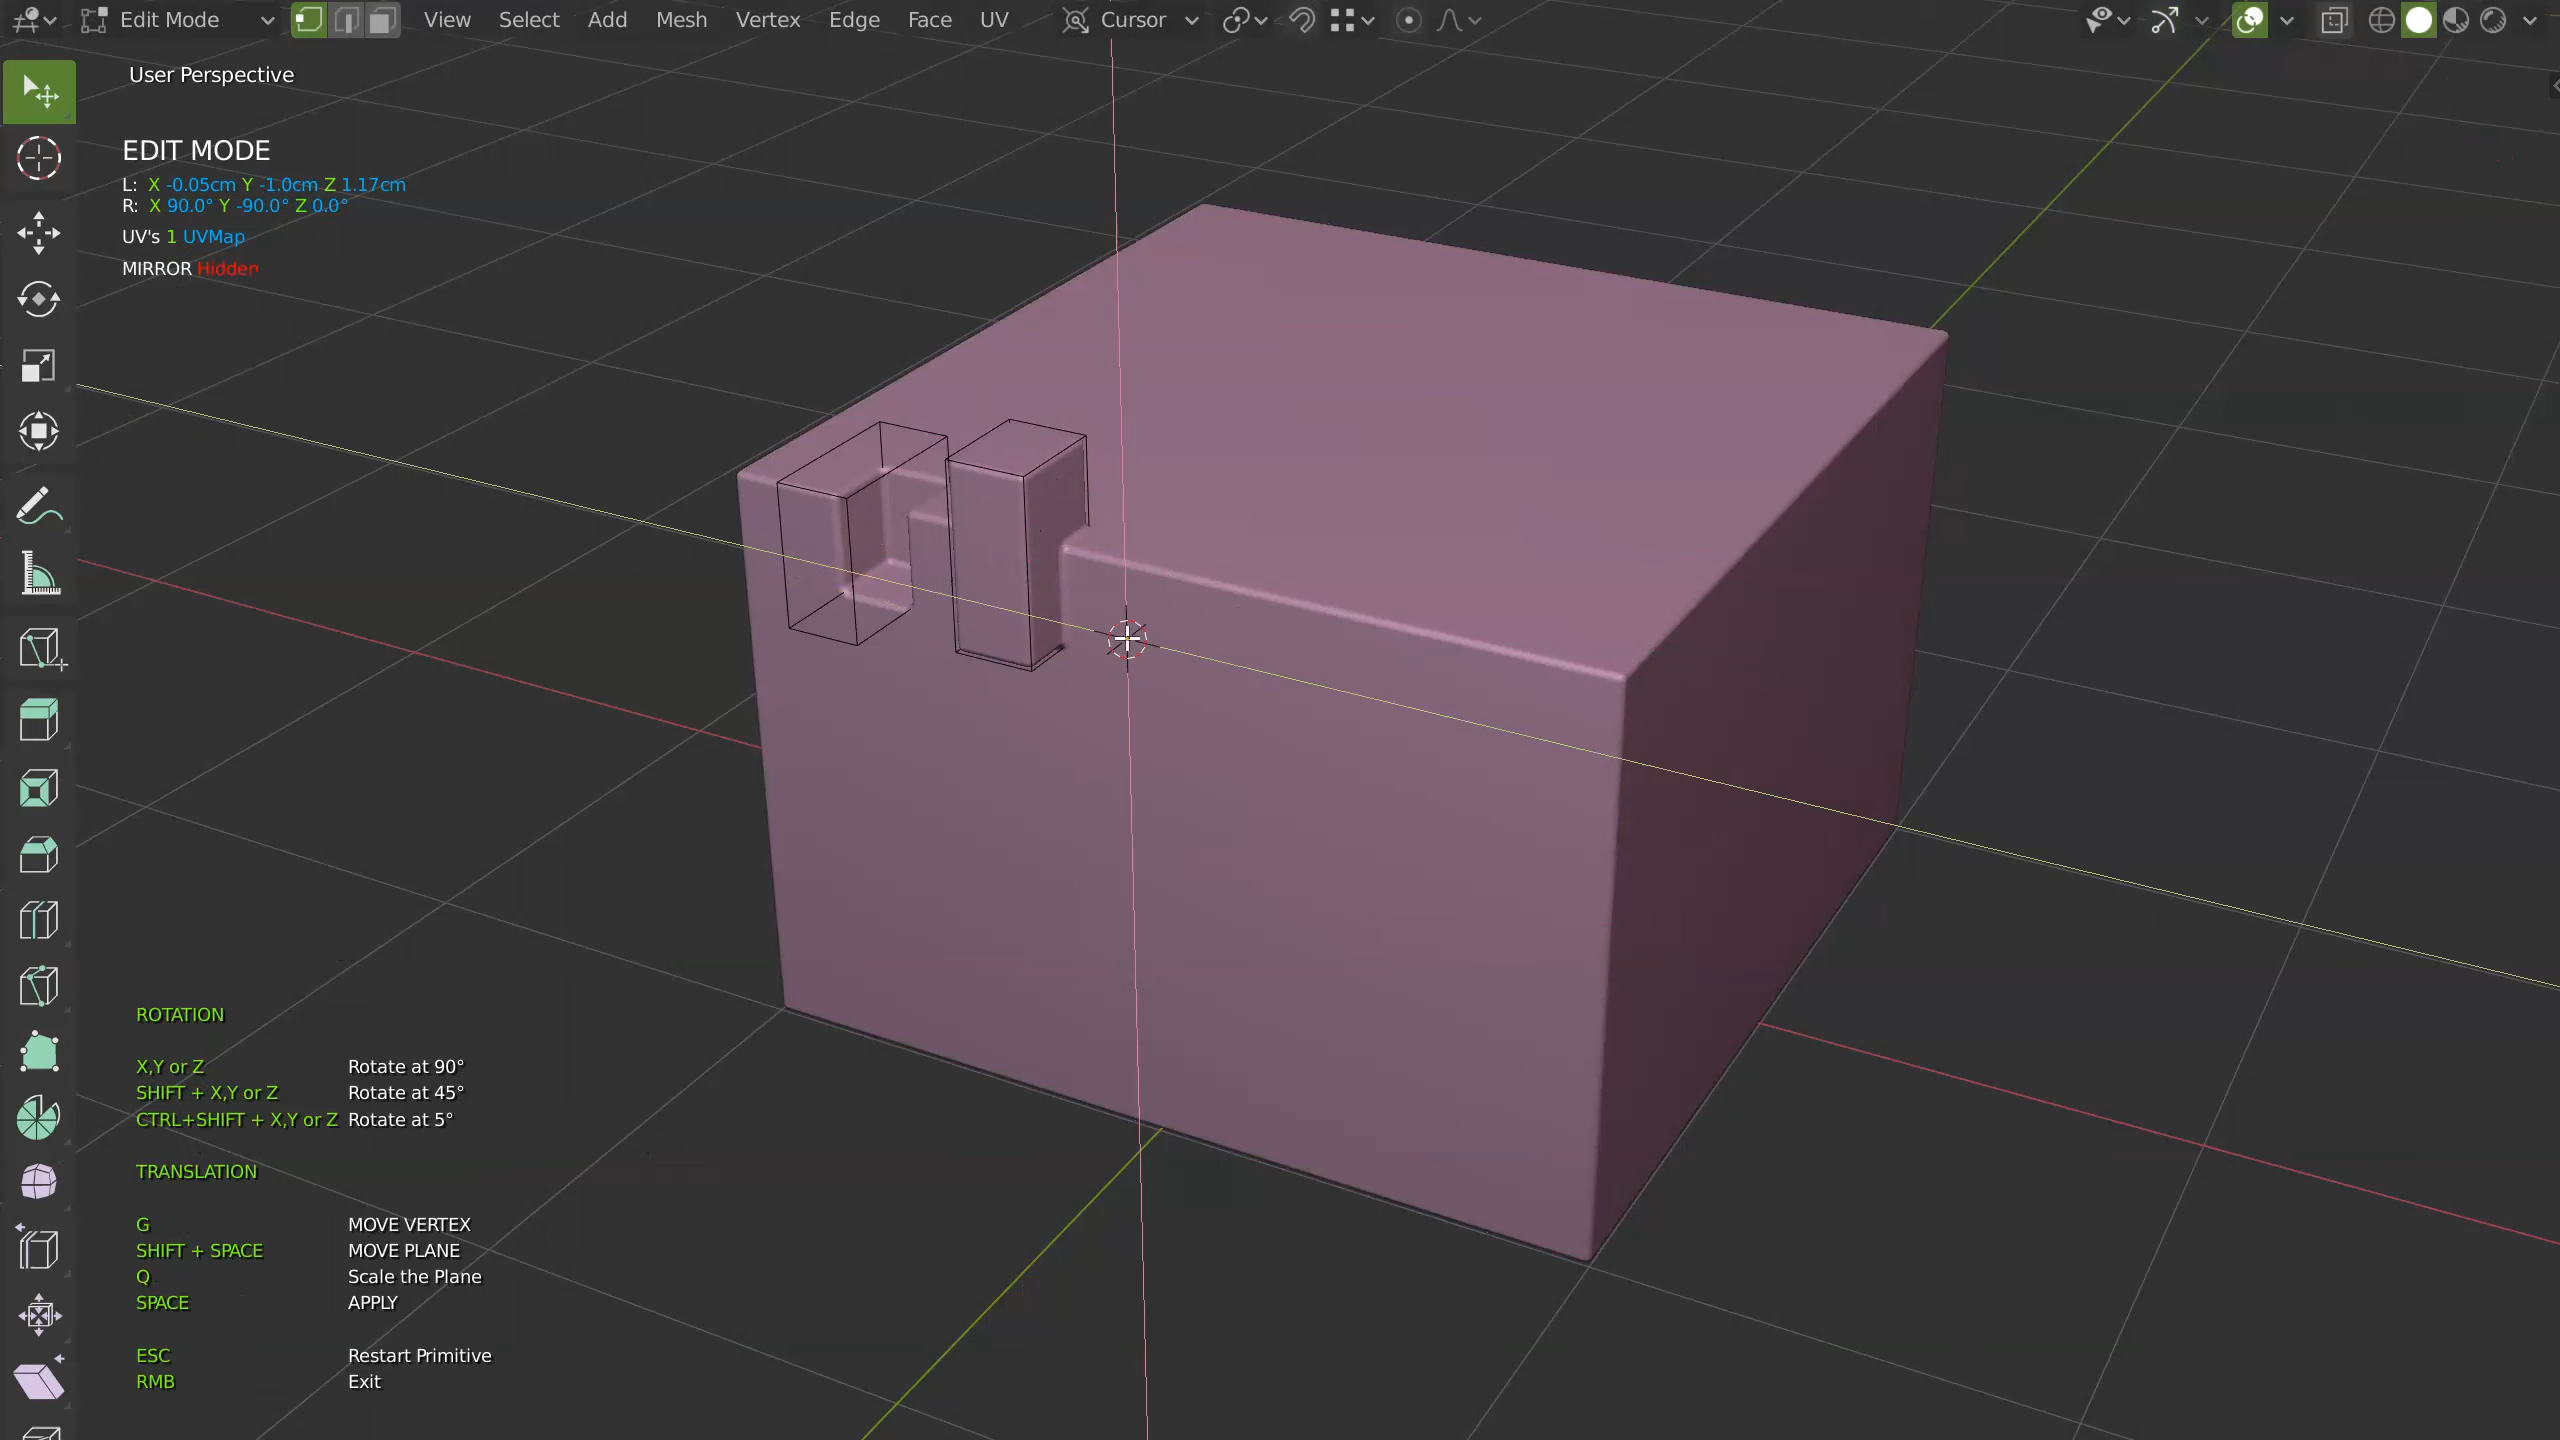 Edit Mode View Select Add Mesh Vertex Edge Face UV Cursor
User Perspective
EDIT MODE
L: X -0.05cm Y -1.0cm Z 1.17cm
R: X 90.0° Y -90.0° Z 0.0°
UV's 1 UVMap
MIRROR Hidden
ROTATION
X,Y or Z Rotate at 90°
SHIFT + X,Y or Z Rotate at 45°
CTRL+SHIFT + X,Y or Z Rotate at 5°
TRANSLATION
G MOVE VERTEX
SHIFT + SPACE MOVE PLANE
Q Scale the Plane
SPACE APPLY
ESC Restart Primitive
RMB Exit